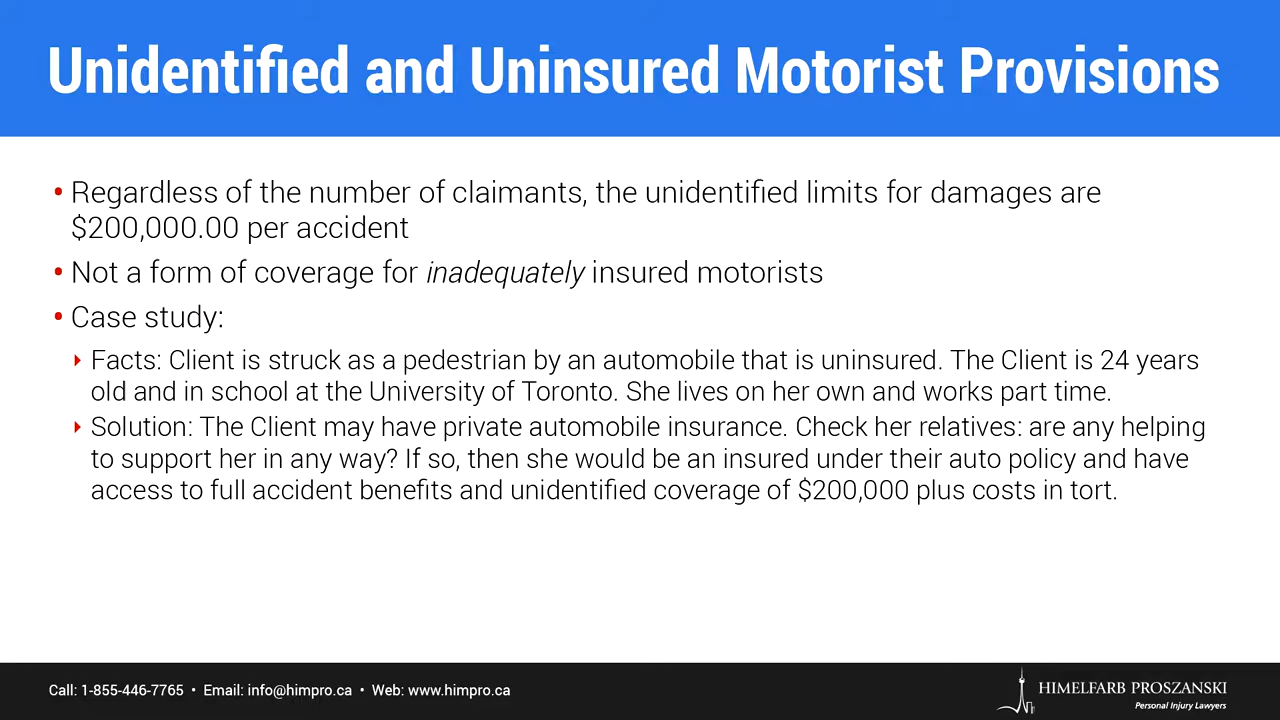 Unidentified and Uninsured Motorist Provisions
• Regardless of the number of claimants, the unidentified limits for damages are
$200,000.00 per accident
• Not a form of coverage for inadequately insured motorists
• Case study:
Facts: Client is struck as a pedestrian by an automobile that is uninsured. The Client is 24 years
old and in school at the University of Toronto. She lives on her own and works part time.
Solution: The Client may have private automobile insurance. Check her relatives: are any helping
to support her in any way? If so, then she would be an insured under their auto policy and have
access to full accident benefits and unidentified coverage of $200,000 plus costs in tort.
Call: 1-855-446-7765 • Email: info@himpro.ca • Web: www.himpro.ca
HIMELFARB PROSZANSKI
Personal Injury Lawyers